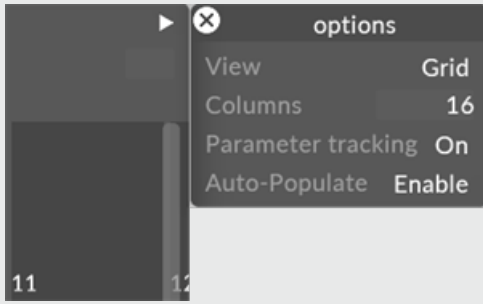 options
View Grid
Columns 16
Parameter tracking On
Auto-Populate Enable
11 12